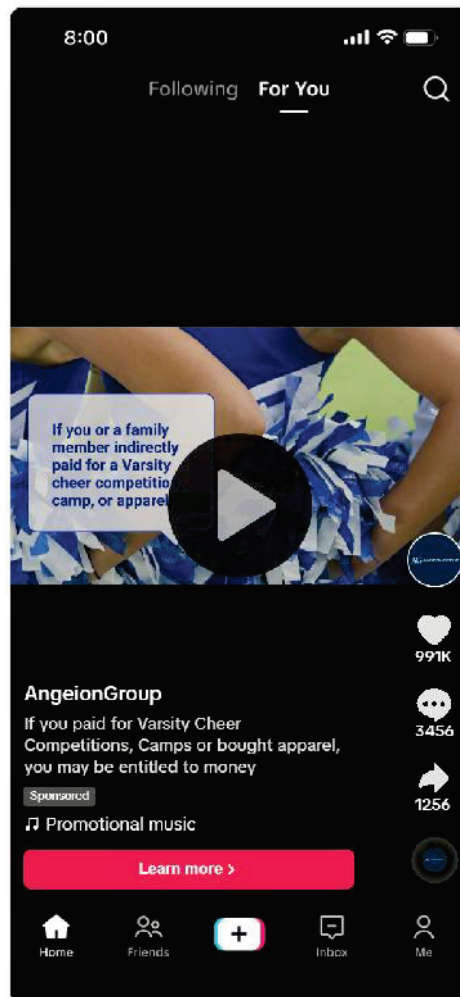 8:00
Following For You
If you or a family
member indirectly
paid for a Varsity
cheer competitio
camp, or apparel
991K
AngeionGroup
3456
If you paid for Varsity Cheer
Competitions, Camps or bought apparel,
you may be entitled to money
Sponsored
1256
Promotional music
Learn more >
Home Friends Inbox Me